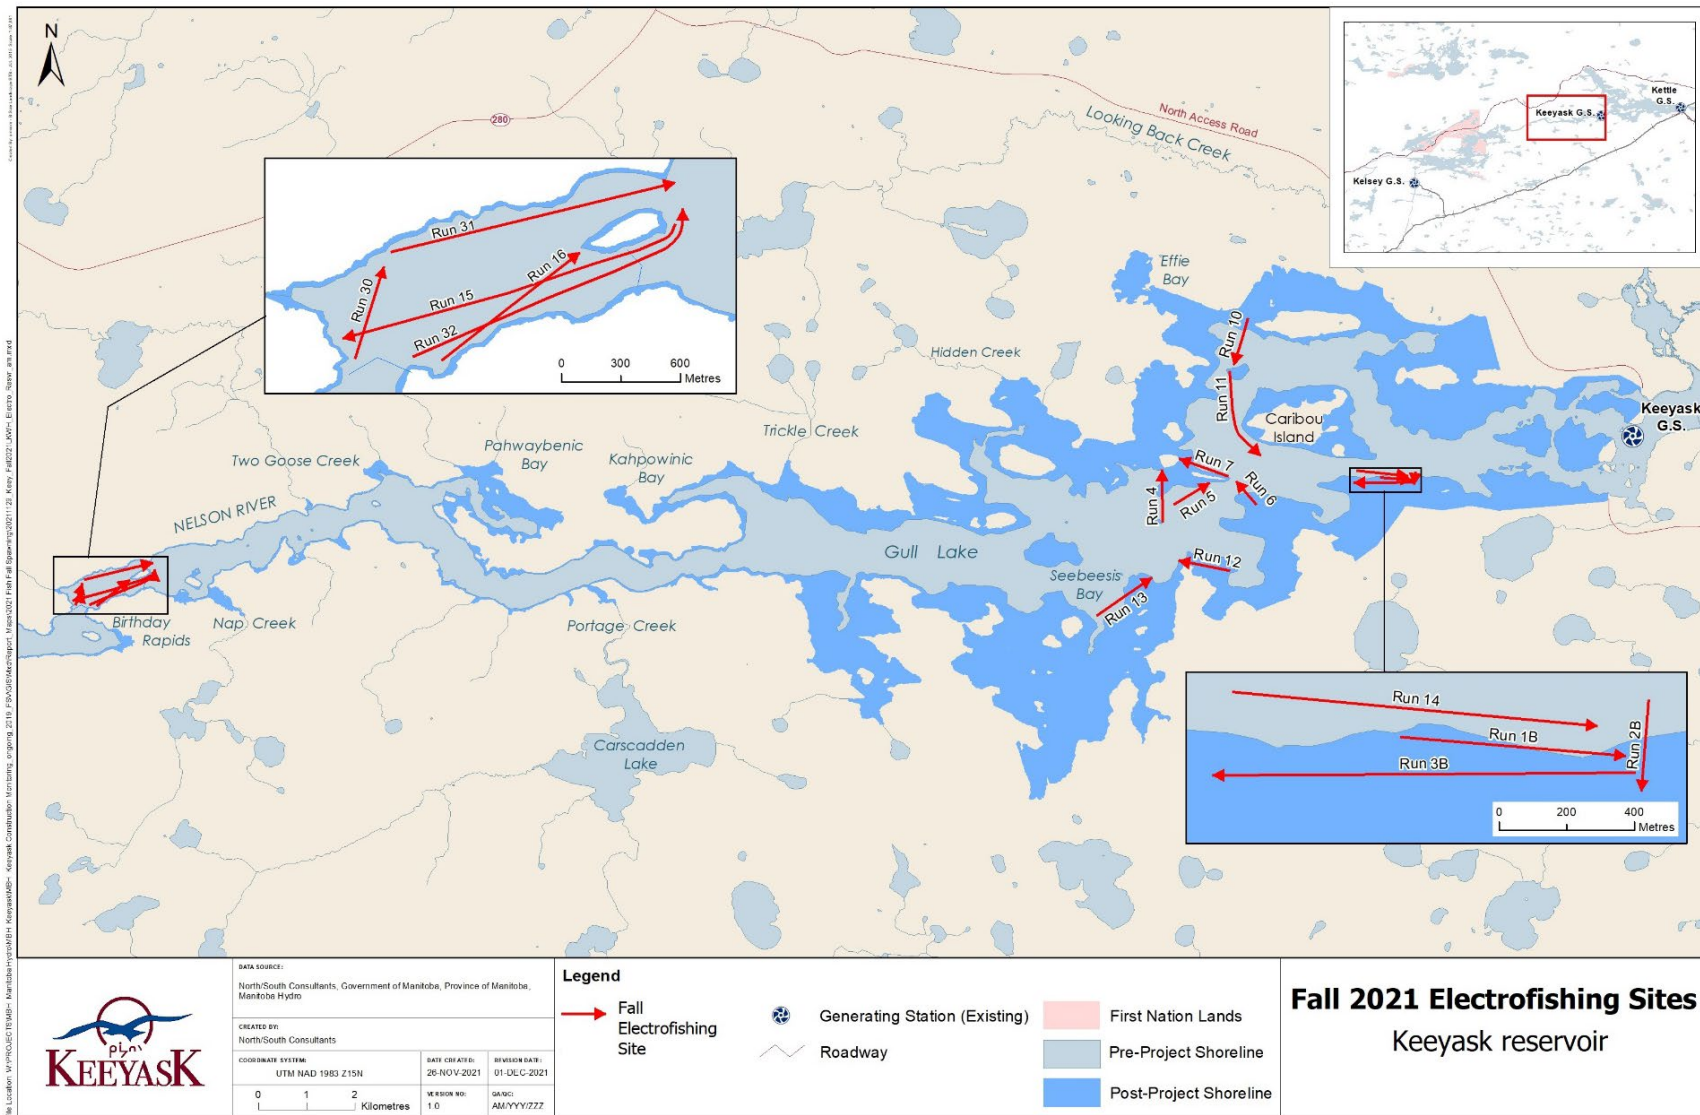 N
280
North Access Road
Looking Back Creek
Kettle
G.S.
Keeyask G.S.
Kelsey G.S.
Run 31
Run 16
Run 30
Run 15
Run 32
0 300 600
Metres
Effie
Bay
Run 10
Hidden Creek
Run 11
Caribou
Island
Keeyask
G.S.
Trickle Creek
Pahwaybenic
Bay
Kahpowinic
Bay
Two Goose Creek
NELSON RIVER
Run 7
Run 4
Run 5
Run 6
Gull Lake
Run 12
Seebeesis
Bay
Run 13
Birthday
Rapids
Nap Creek
Portage Creek
Carscadden
Lake
Run 14
Run 1B
Run 2B
Run 3B
0 200 400
Metres
KEEYASK
DATA SOURCE:
North/South Consultants, Government of Manitoba, Province of Manitoba,
Manitoba Hydro
CREATED BY:
North/South Consultants
COORDINATE SYSTEM:
UTM NAD 1983 Z15N
DATE CREATED:
26-NOV-2021
REVISION DATE:
01-DEC-2021
0 1 2
Kilometres
VERSION NO:
1.0
QA/QC:
AM/YYY/ZZZ
Legend
Fall
Electrofishing
Site
Generating Station (Existing)
Roadway
First Nation Lands
Pre-Project Shoreline
Post-Project Shoreline
Fall 2021 Electrofishing Sites
Keeyask reservoir